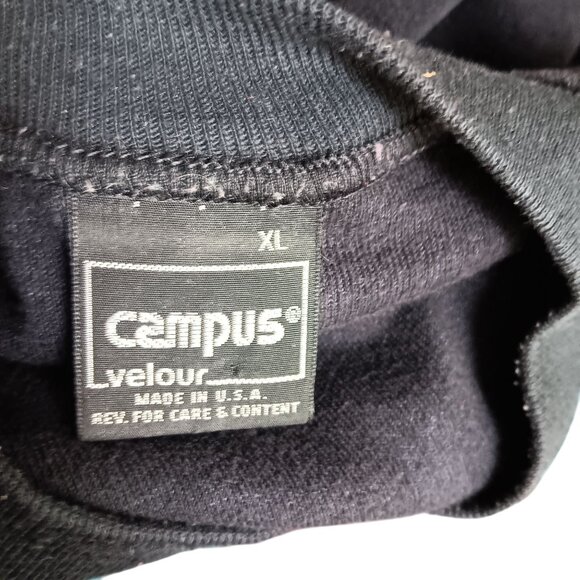 XL
campus®
velour
MADE IN U.S.A.
REV. FOR CARE & CONTENT